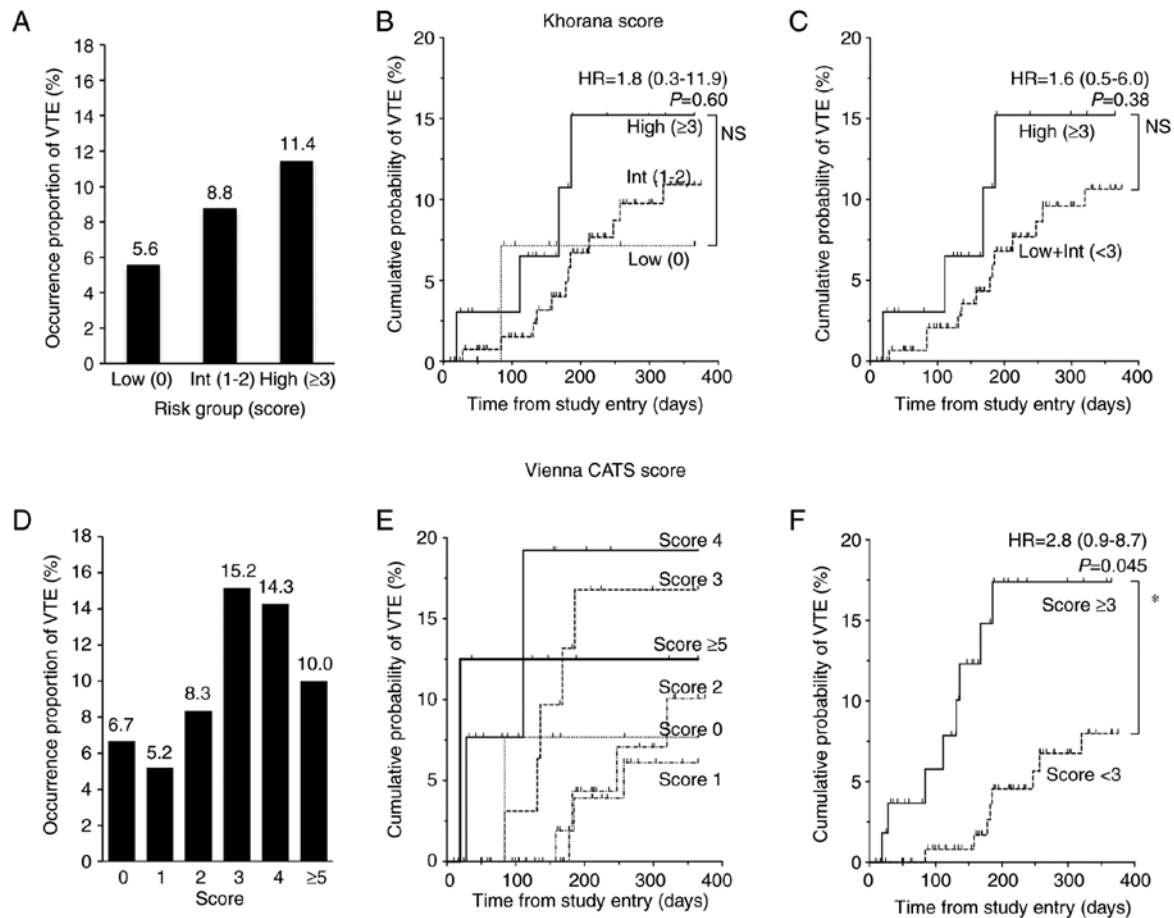 Khorana score
A
Occurrence proportion of VTE (%)
18
16
14
12
10
8
6
4
2
0
5.6
8.8
11.4
Low (0) Int (1-2) High (≥3)
Risk group (score)
B
Cumulative probability of VTE (%)
20
15
10
5
0
HR=1.8 (0.3-11.9)
P=0.60
High (≥3)
NS
Int (1-2)
Low (0)
0 100 200 300 400
Time from study entry (days)
C
Cumulative probability of VTE (%)
20
15
10
5
0
HR=1.6 (0.5-6.0)
P=0.38
High (≥3)
NS
Low+Int (<3)
0 100 200 300 400
Time from study entry (days)
Vienna CATS score
D
Occurrence proportion of VTE (%)
18
16
14
12
10
8
6
4
2
0
6.7
5.2
8.3
15.2
14.3
10.0
0 1 2 3 4 ≥5
Score
E
Cumulative probability of VTE (%)
20
15
10
5
0
Score 4
Score 3
Score ≥5
Score 2
Score 0
Score 1
0 100 200 300 400
Time from study entry (days)
F
Cumulative probability of VTE (%)
20
15
10
5
0
HR=2.8 (0.9-8.7)
P=0.045
Score ≥3
*
Score <3
0 100 200 300 400
Time from study entry (days)